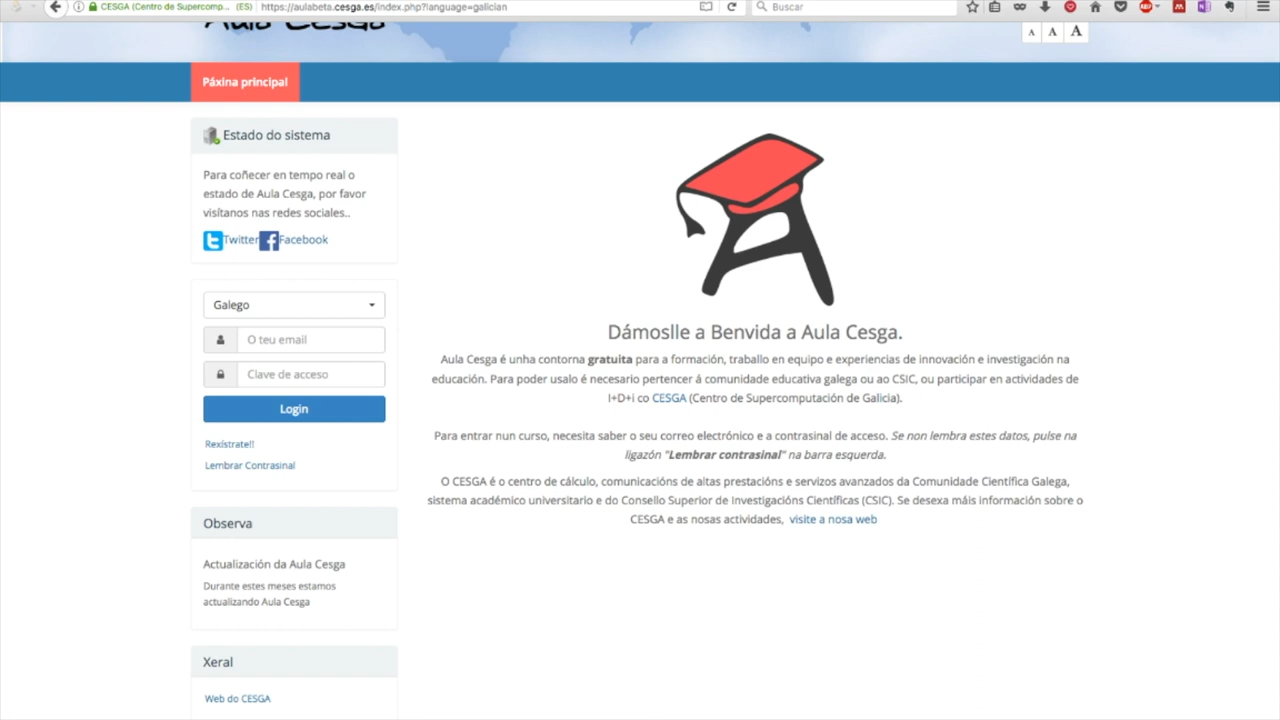 CESGA (Centro de Supercomp... (ES)
https://aulabeta.cesga.es/index.php?language=galician
Buscar
Aula Cesga
A A A
Páxina principal
Estado do sistema
Para coñecer en tempo real o
estado de Aula Cesga, por favor
visítanos nas redes sociales..
TwitterFacebook
Galego
O teu email
Clave de acceso
Login
Rexístrate!!
Lembrar Contrasinal
Observa
Actualización da Aula Cesga
Durante estes meses estamos
actualizando Aula Cesga
Xeral
Web do CESGA
Dámoslle a Benvida a Aula Cesga.
Aula Cesga é unha contorna gratuita para a formación, traballo en equipo e experiencias de innovación e investigación na
educación. Para poder usalo é necesario pertencer á comunidade educativa galega ou ao CSIC, ou participar en actividades de
I+D+i co CESGA (Centro de Supercomputación de Galicia).
Para entrar nun curso, necesita saber o seu correo electrónico e a contrasinal de acceso. Se non lembra estes datos, pulse na
ligazón "Lembrar contrasinal" na barra esquerda.
O CESGA é o centro de cálculo, comunicacións de altas prestacións e servizos avanzados da Comunidade Científica Galega,
sistema académico universitario e do Consello Superior de Investigacións Científicas (CSIC). Se desexa máis información sobre o
CESGA e as nosas actividades, visite a nosa web